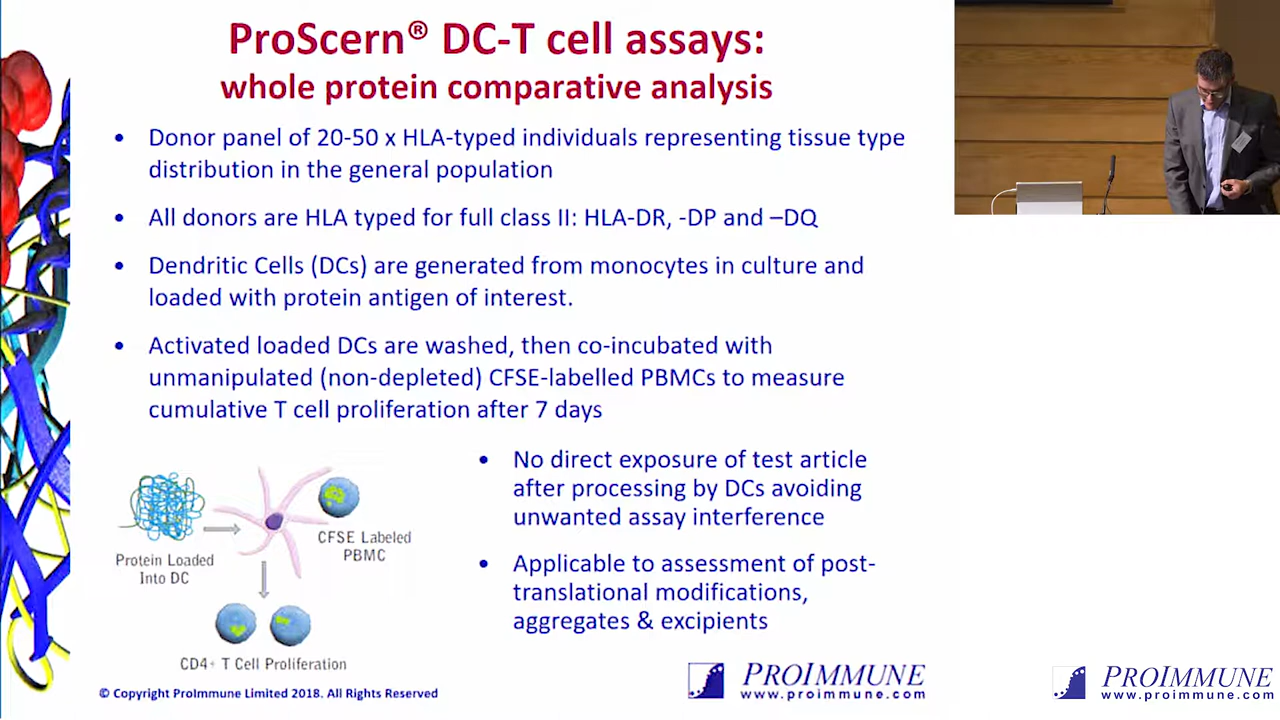 ProScern® DC-T cell assays:
whole protein comparative analysis
• Donor panel of 20-50 x HLA-typed individuals representing tissue type
distribution in the general population
• All donors are HLA typed for full class II: HLA-DR, -DP and –DQ
• Dendritic Cells (DCs) are generated from monocytes in culture and
loaded with protein antigen of interest.
• Activated loaded DCs are washed, then co-incubated with
unmanipulated (non-depleted) CFSE-labelled PBMCs to measure
cumulative T cell proliferation after 7 days
Protein Loaded
Into DC
CFSE Labeled
PBMC
CD4+ T Cell Proliferation
• No direct exposure of test article
after processing by DCs avoiding
unwanted assay interference
• Applicable to assessment of post-
translational modifications,
aggregates & excipients
© Copyright ProImmune Limited 2018. All Rights Reserved
PROIMMUNE
www.proimmune.com
PROIMMUNE
www.proimmune.com